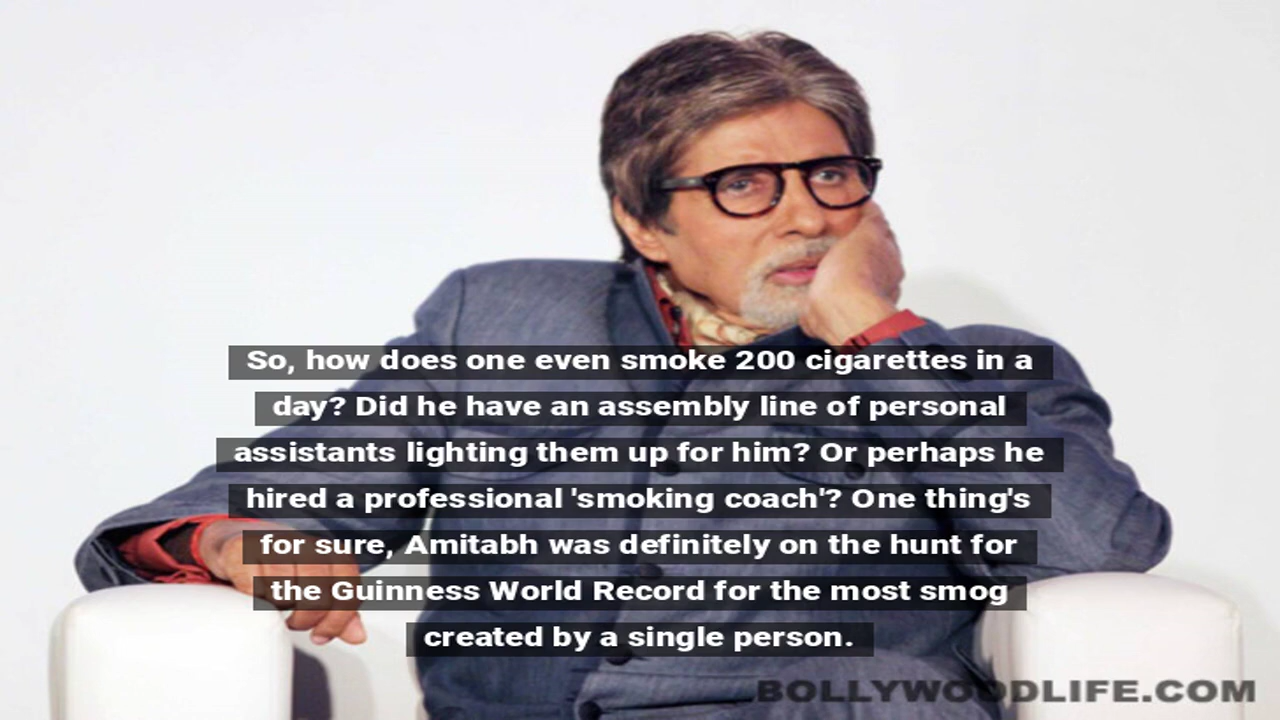 So, how does one even smoke 200 cigarettes in a
day? Did he have an assembly line of personal
assistants lighting them up for him? Or perhaps he
hired a professional 'smoking coach'? One thing's
for sure, Amitabh was definitely on the hunt for
the Guinness World Record for the most smog
created by a single person.
BOLLYWOODLIFE.COM